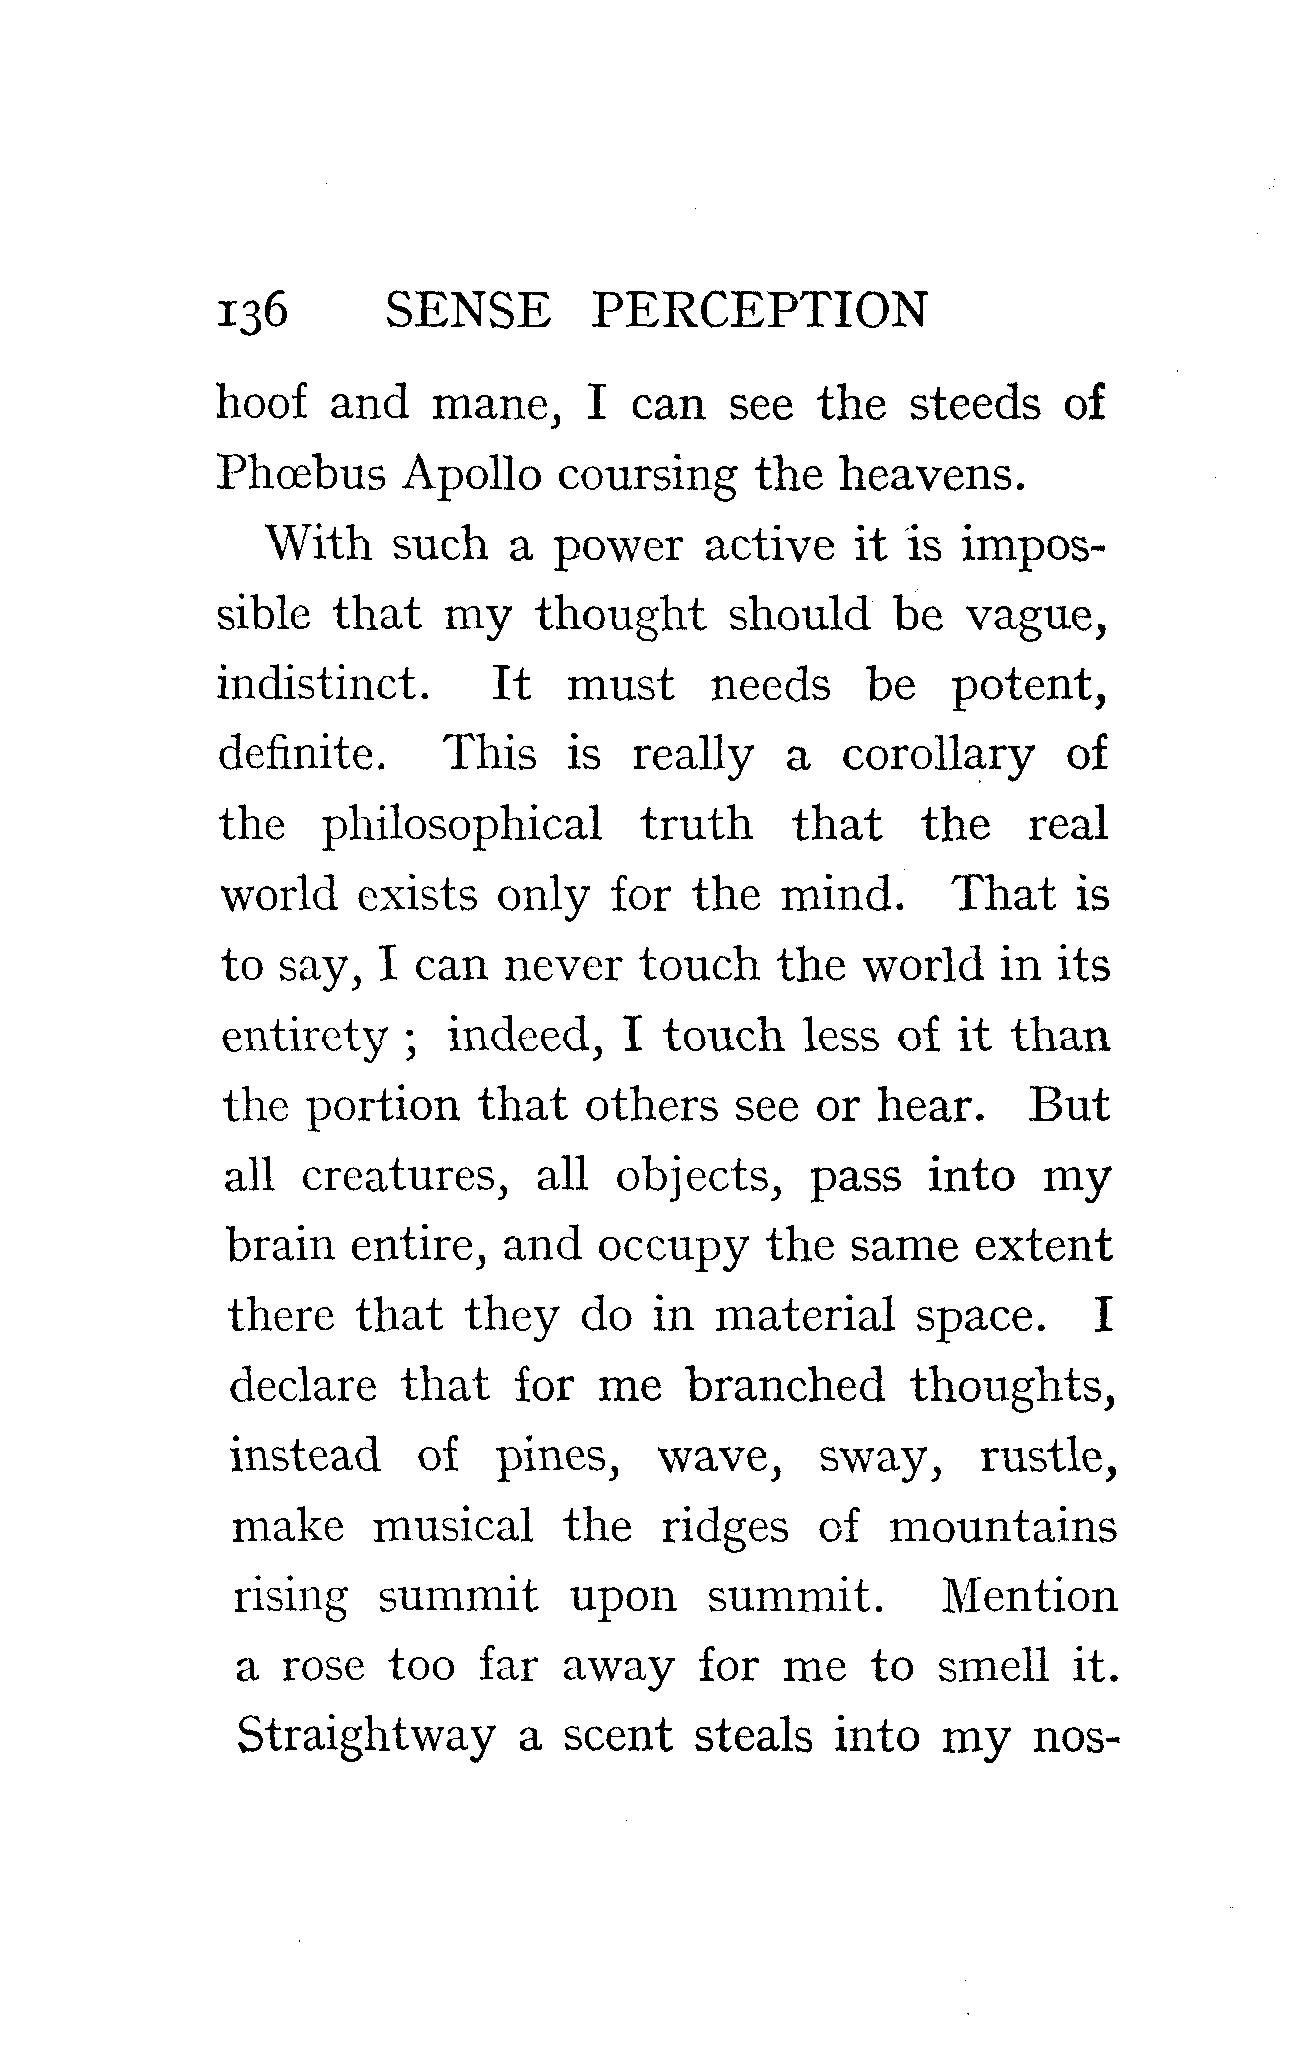 136 SENSE PERCEPTION
hoof and mane, I can see the steeds of
Phœbus Apollo coursing the heavens.
With such a power active it is impos-
sible that my thought should be vague,
indistinct. It must needs be potent,
definite. This is really a corollary of
the philosophical truth that the real
world exists only for the mind. That is
to say, I can never touch the world in its
entirety ; indeed, I touch less of it than
the portion that others see or hear. But
all creatures, all objects, pass into my
brain entire, and occupy the same extent
there that they do in material space. I
declare that for me branched thoughts,
instead of pines, wave, sway, rustle,
make musical the ridges of mountains
rising summit upon summit. Mention
a rose too far away for me to smell it.
Straightway a scent steals into my nos-